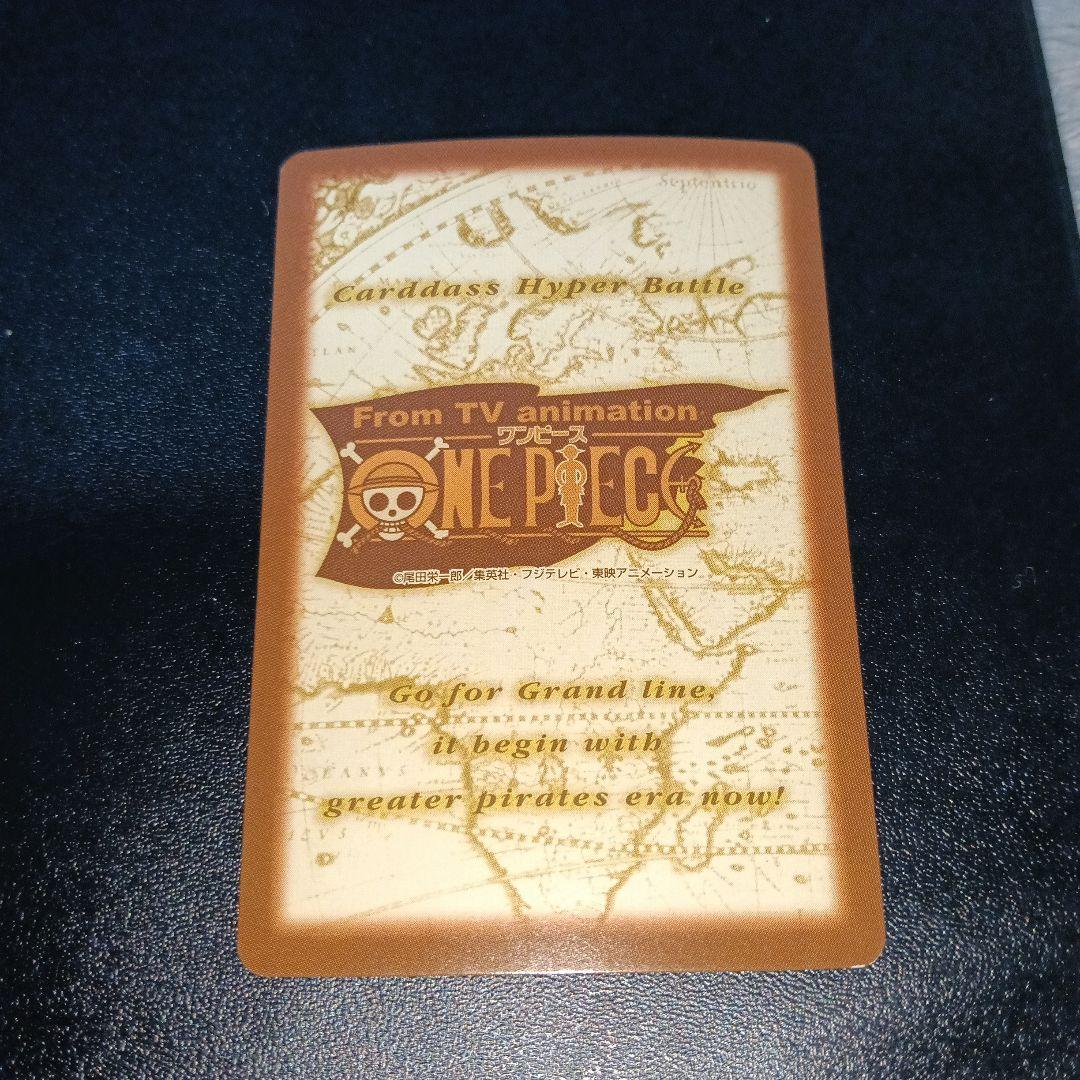 Septentrio
Carddass Hyper Battle
From TV animation
ワンピース
ONE PIECE
©尾田栄一郎/集英社・フジテレビ・東映アニメーション
Go for Grand line,
it begin with
greater pirates era now!